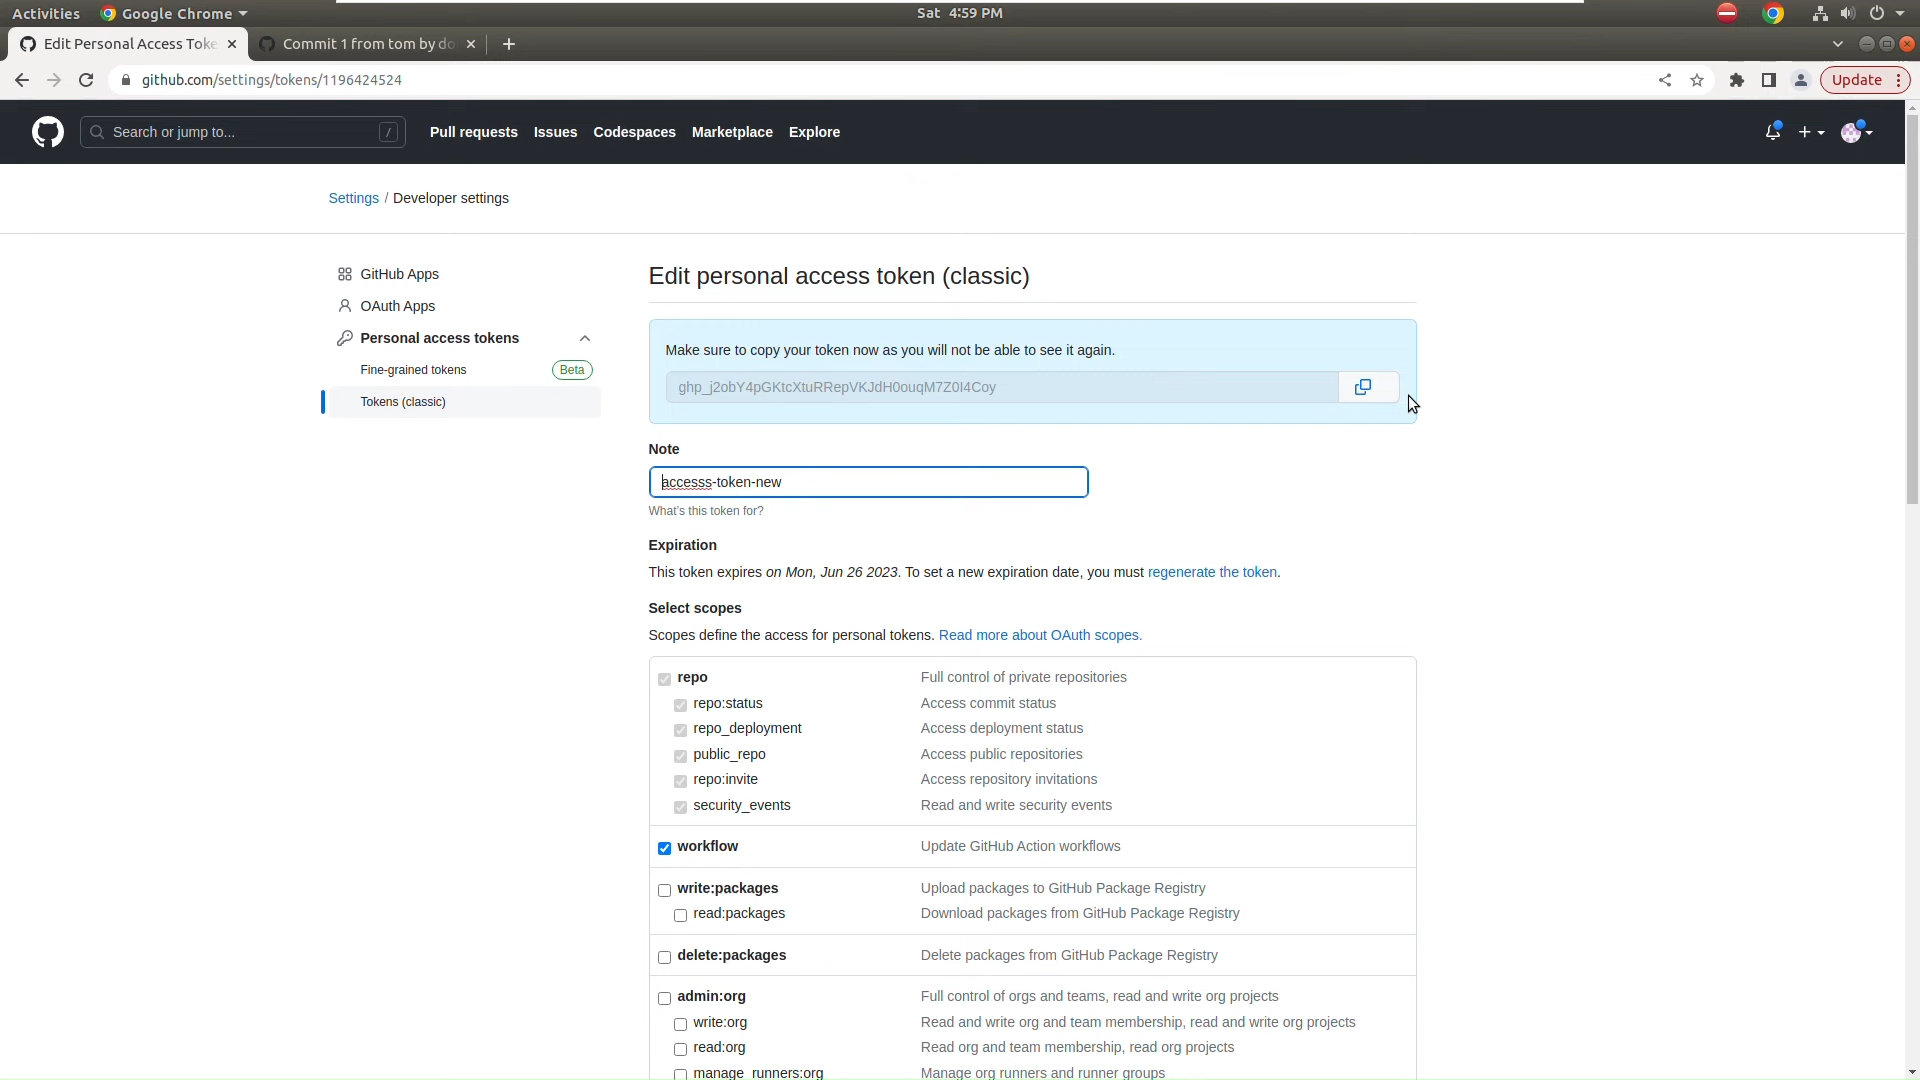 Activities Google Chrome Sat 4:59 PM
Edit Personal Access Toke Commit 1 from tom by do
github.com/settings/tokens/1196424524 Update
Search or jump to... / Pull requests Issues Codespaces Marketplace Explore
Settings / Developer settings
GitHub Apps
OAuth Apps
Personal access tokens
Fine-grained tokens Beta
Tokens (classic)
Edit personal access token (classic)
Make sure to copy your token now as you will not be able to see it again.
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
Note
accesss-token-new
What's this token for?
Expiration
This token expires on Mon, Jun 26 2023. To set a new expiration date, you must regenerate the token.
Select scopes
Scopes define the access for personal tokens. Read more about OAuth scopes.
repo Full control of private repositories
repo:status Access commit status
repo_deployment Access deployment status
public_repo Access public repositories
repo:invite Access repository invitations
security_events Read and write security events
workflow Update GitHub Action workflows
write:packages Upload packages to GitHub Package Registry
read:packages Download packages from GitHub Package Registry
delete:packages Delete packages from GitHub Package Registry
admin:org Full control of orgs and teams, read and write org projects
write:org Read and write org and team membership, read and write org projects
read:org Read org and team membership, read org projects
manage_runners:org Manage org runners and runner groups